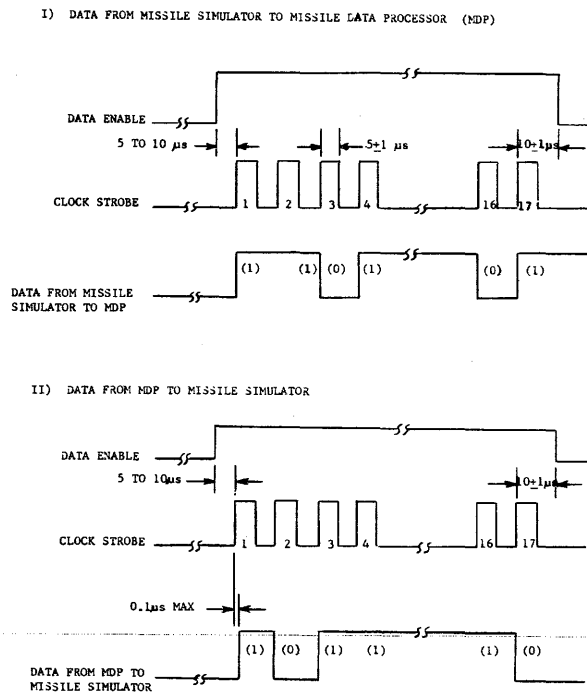 I) DATA FROM MISSILE SIMULATOR TO MISSILE DATA PROCESSOR (MDP)
DATA ENABLE
5 TO 10 µs
5±1 µs
10±1µs
CLOCK STROBE
1 2 3 4 16 17
(1) (1) (0) (1) (0) (1)
DATA FROM MISSILE
SIMULATOR TO MDP
II) DATA FROM MDP TO MISSILE SIMULATOR
DATA ENABLE
5 TO 10µs
10±1µs
CLOCK STROBE
1 2 3 4 16 17
0.1µs MAX
(1) (0) (1) (1) (1) (0)
DATA FROM MDP TO
MISSILE SIMULATOR